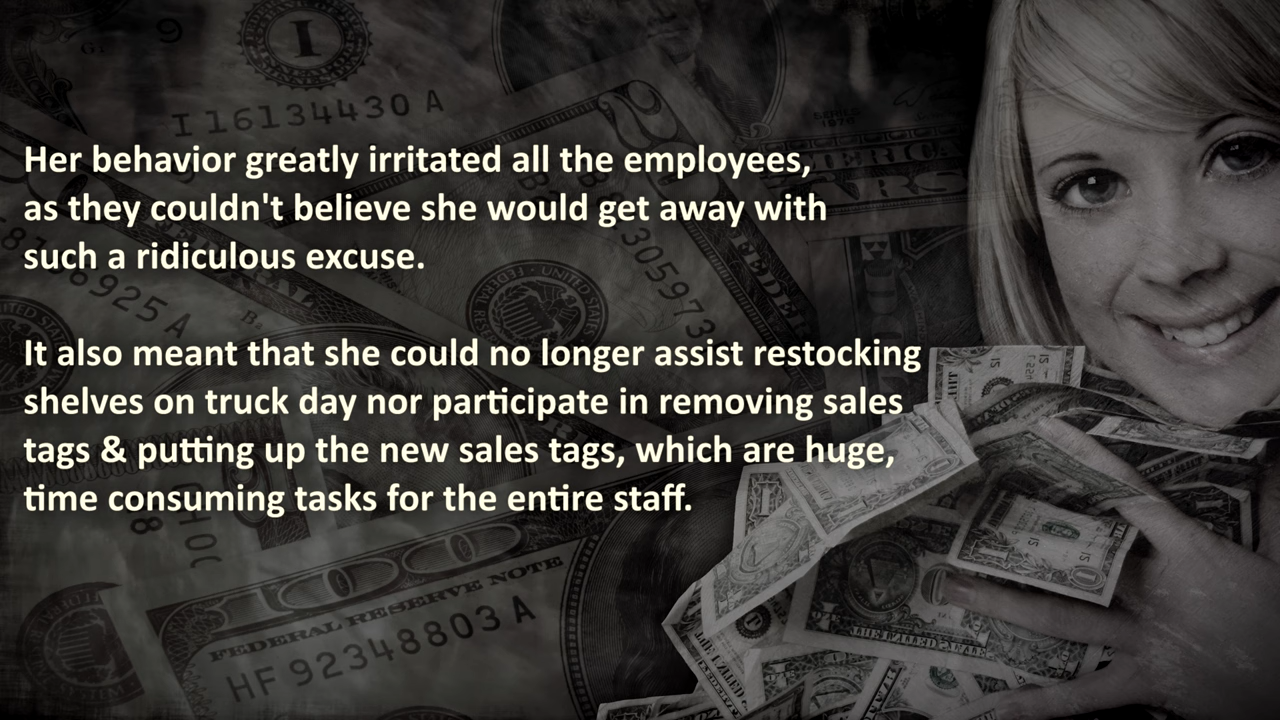 I 16134430 A
SERIES
Her behavior greatly irritated all the employees,
as they couldn't believe she would get away with
such a ridiculous excuse.
It also meant that she could no longer assist restocking
shelves on truck day nor participate in removing sales
tags & putting up the new sales tags, which are huge,
time consuming tasks for the entire staff.
FEDERAL RESERVE NOTE
HF 92348803 A